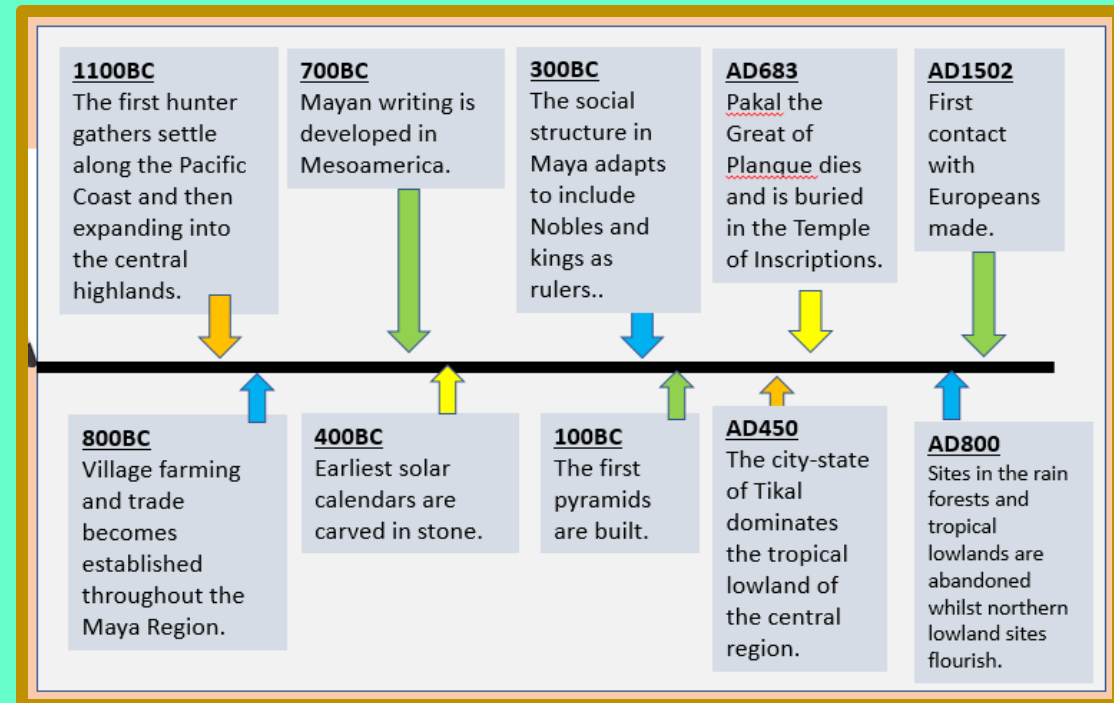 1100BC
The first hunter
gathers settle
along the Pacific
Coast and then
expanding into
the central
highlands.
700BC
Mayan writing is
developed in
Mesoamerica.
300BC
The social
structure in
Maya adapts
to include
Nobles and
kings as
rulers..
AD683
Pakal the
Great of
Planque dies
and is buried
in the Temple
of Inscriptions.
AD1502
First
contact
with
Europeans
made.
800BC
Village farming
and trade
becomes
established
throughout the
Maya Region.
400BC
Earliest solar
calendars are
carved in stone.
100BC
The first
pyramids
are built.
AD450
The city-state
of Tikal
dominates
the tropical
lowland of
the central
region.
AD800
Sites in the rain
forests and
tropical
lowlands are
abandoned
whilst northern
lowland sites
flourish.